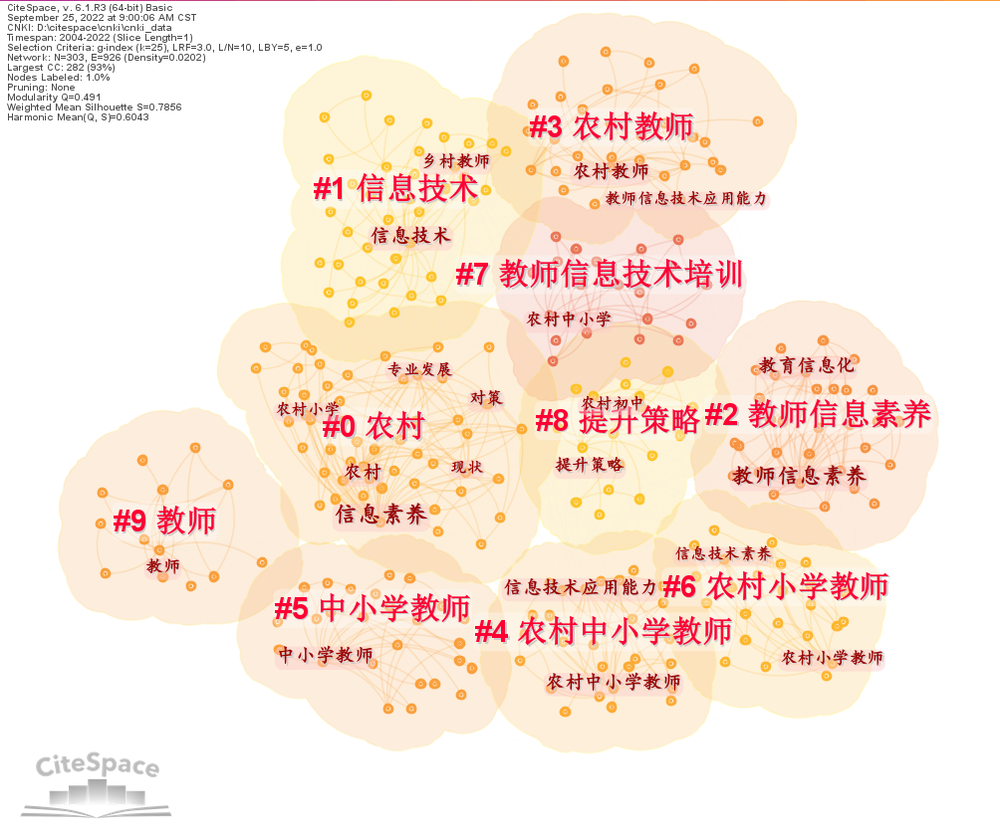 CiteSpace, v. 6.1.R3 (64-bit) Basic
September 25, 2022 at 9:00:06 AM CST
CNKI: D:\citespace\cnki\cnki_data
Timespan: 2004-2022 (Slice Length=1)
Selection Criteria: g-index (k=25), LRF=3.0, L/N=10, LBY=5, e=1.0
Network: N=303, E=926 (Density=0.0202)
Largest CC: 282 (93%)
Nodes Labeled: 1.0%
Pruning: None
Modularity Q=0.491
Weighted Mean Silhouette S=0.7856
Harmonic Mean(Q, S)=0.6043
#3 农村教师
乡村教师
农村教师
#1 信息技术
教师信息技术应用能力
信息技术
#7 教师信息技术培训
农村中小学
教育信息化
专业发展
对策
农村小学
农村初中
#0 农村
#8 提升策略
#2 教师信息素养
农村
现状
提升策略
教师信息素养
信息素养
#9 教师
教师
信息技术素养
信息技术应用能力
#6 农村小学教师
#5 中小学教师
#4 农村中小学教师
中小学教师
农村小学教师
农村中小学教师
CiteSpace